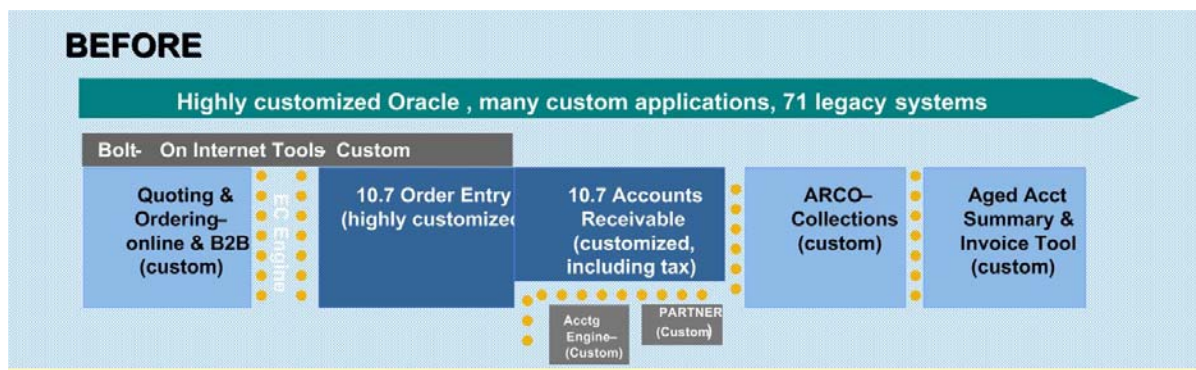 BEFORE
Highly customized Oracle , many custom applications, 71 legacy systems
Bolt- On Internet Tools- Custom
Quoting &
Ordering–
online & B2B
(custom)
EC Engine
10.7 Order Entry
(highly customized
10.7 Accounts
Receivable
(customized,
including tax)
ARCO–
Collections
(custom)
Aged Acct
Summary &
Invoice Tool
(custom)
Acctg
Engine–
(Custom)
PARTNER
(Custom)